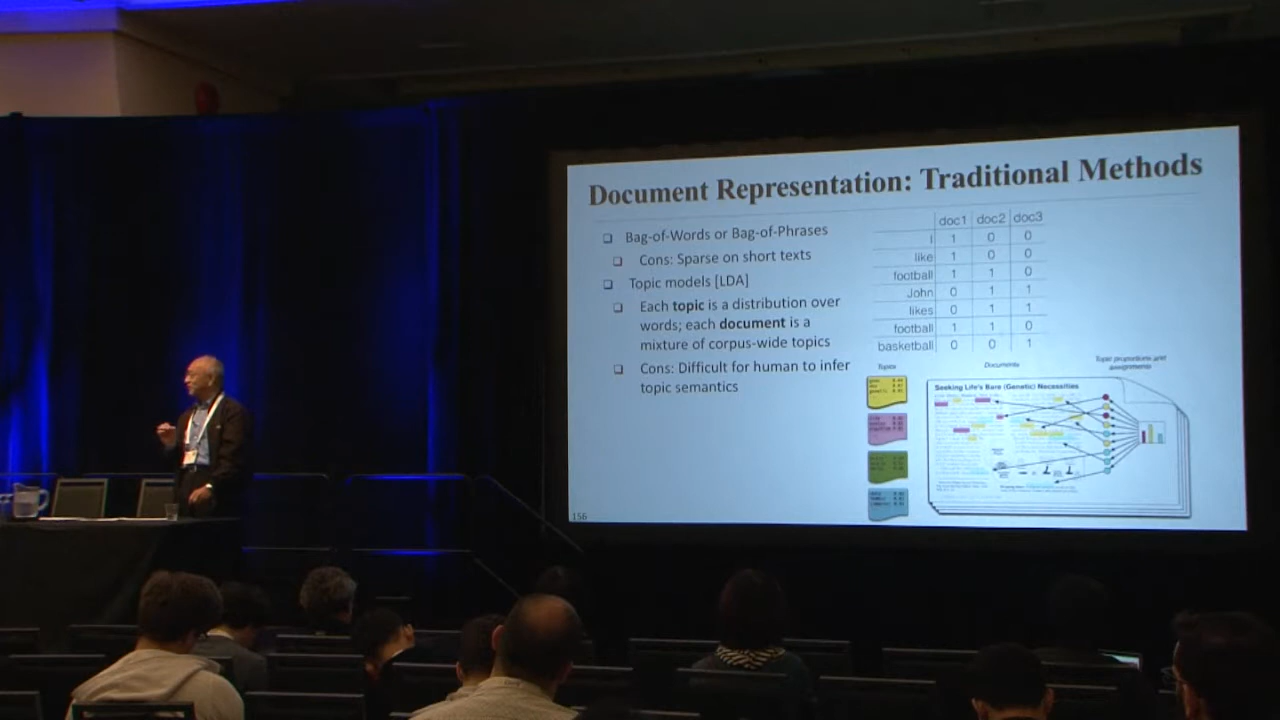 Document Representation: Traditional Methods
Bag-of-Words or Bag-of-Phrases
Cons: Sparse on short texts
Topic models [LDA]
Each topic is a distribution over
words; each document is a
mixture of corpus-wide topics
Cons: Difficult for human to infer
topic semantics
doc1 doc2 doc3
I 1 0 0
like 1 0 0
football 1 1 0
John 0 1 1
likes 0 1 1
football 1 1 0
basketball 0 0 1
Topics
Documents
Topic proportions and
assignments
Seeking Life's Bare (Genetic) Necessities
156